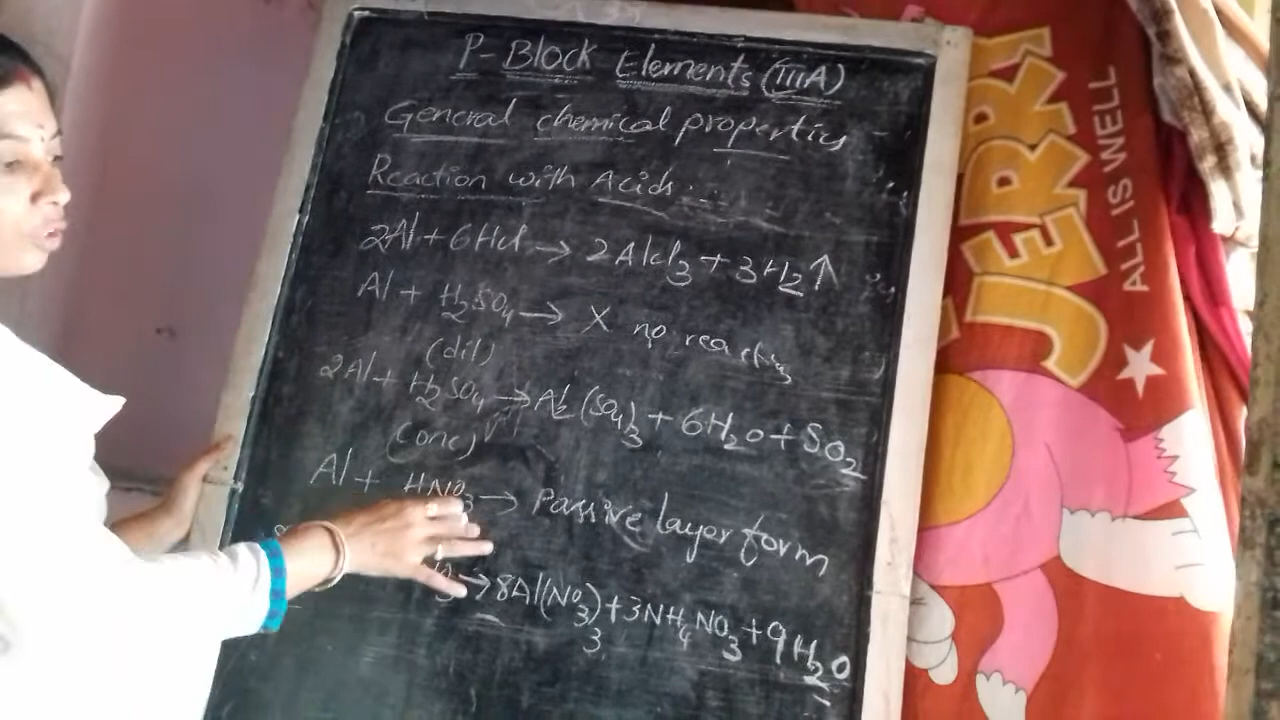 P-Block Elements (IIIA)
General chemical properties
Reaction with Acids:
2Al + 6Hcl → 2Alcl3 + 3H2↑
Al + H2SO4 → X no reaction
(dil)
2Al + H2SO4 → Al2(SO4)3 + 6H2O + SO2
(Conc)
Al + HNO3 → Passive layer form
→ 8Al(NO3)3 + 3NH4NO3 + 9H2O
JERRY
ALL IS WELL